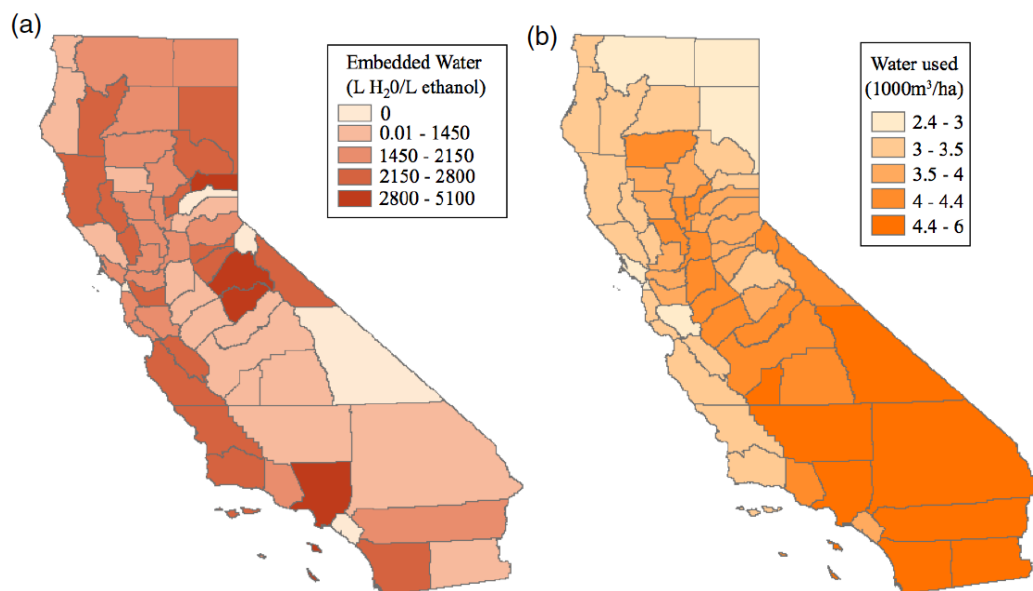 (a)
Embedded Water
(L H₂0/L ethanol)
0
0.01 - 1450
1450 - 2150
2150 - 2800
2800 - 5100
(b)
Water used
(1000m³/ha)
2.4 - 3
3 - 3.5
3.5 - 4
4 - 4.4
4.4 - 6